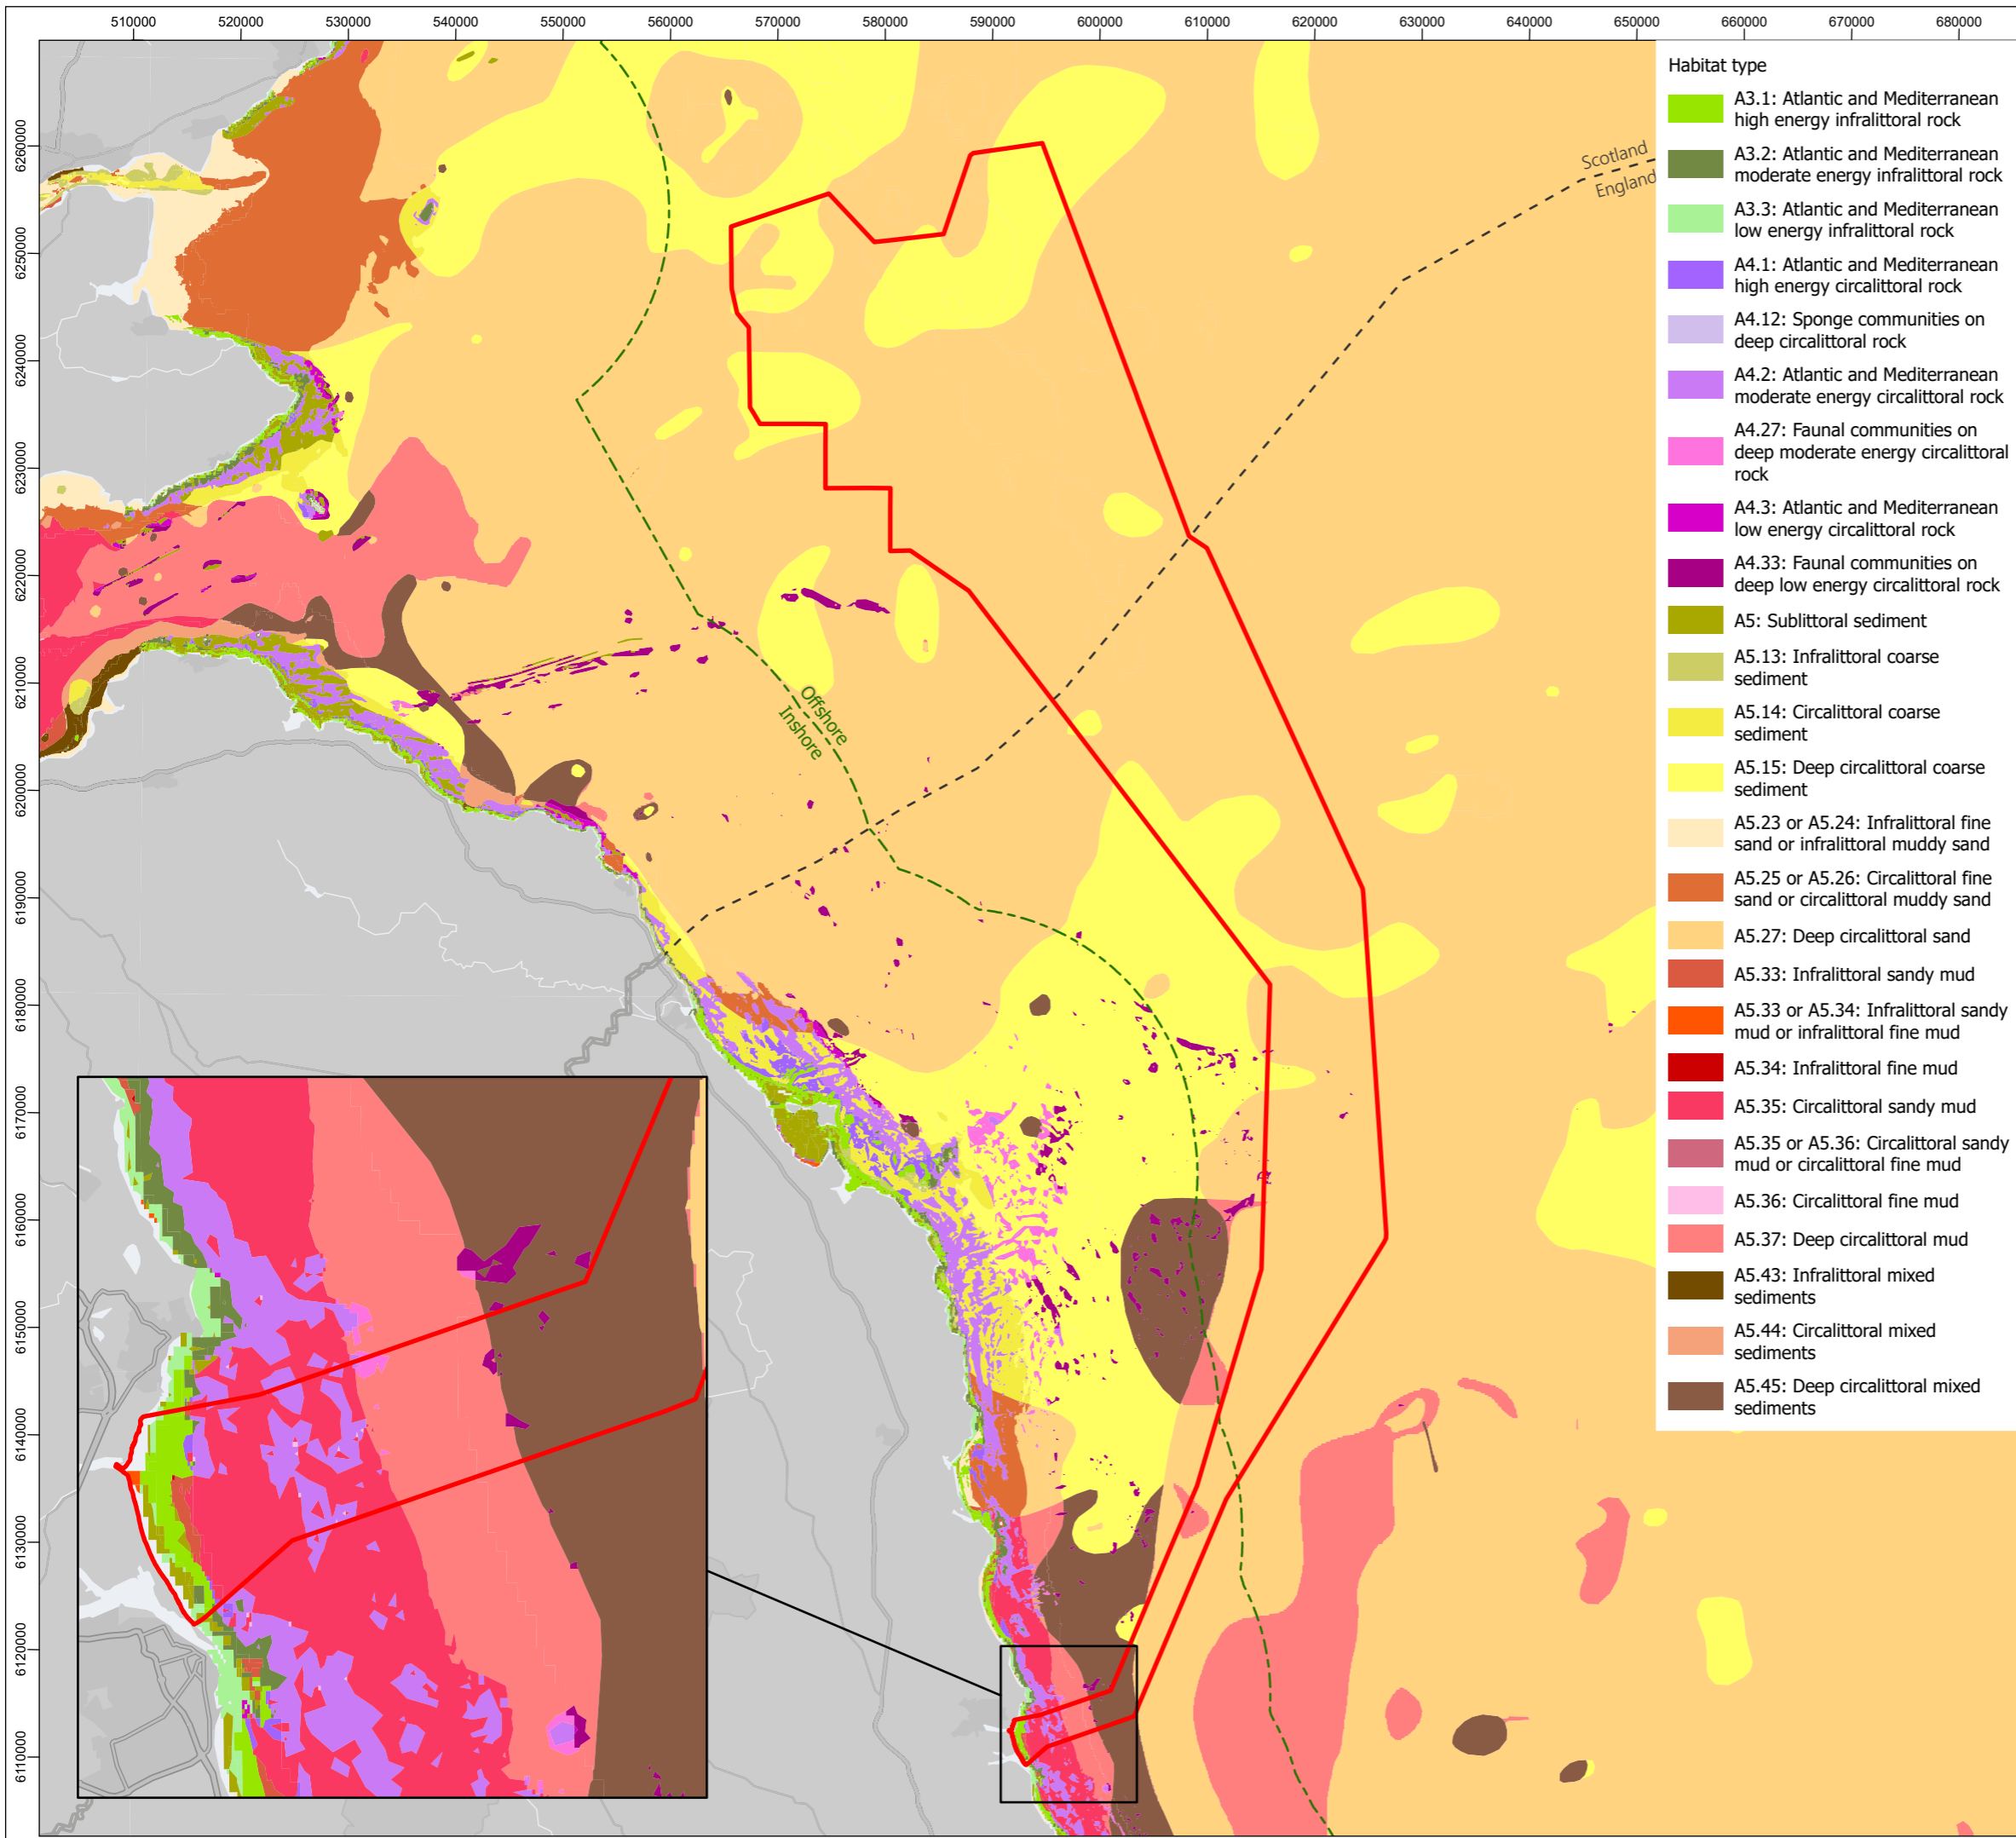 510000 520000 530000 540000 550000 560000 570000 580000 590000 600000 610000 620000 630000 640000 650000 660000 670000 680000
6260000
6250000
6240000
6230000
6220000
6210000
6200000
6190000
6180000
6170000
6160000
6150000
6140000
6130000
6120000
6110000
Scotland
England
Offshore
Inshore
Habitat type
A3.1: Atlantic and Mediterranean
high energy infralittoral rock
A3.2: Atlantic and Mediterranean
moderate energy infralittoral rock
A3.3: Atlantic and Mediterranean
low energy infralittoral rock
A4.1: Atlantic and Mediterranean
high energy circalittoral rock
A4.12: Sponge communities on
deep circalittoral rock
A4.2: Atlantic and Mediterranean
moderate energy circalittoral rock
A4.27: Faunal communities on
deep moderate energy circalittoral
rock
A4.3: Atlantic and Mediterranean
low energy circalittoral rock
A4.33: Faunal communities on
deep low energy circalittoral rock
A5: Sublittoral sediment
A5.13: Infralittoral coarse
sediment
A5.14: Circalittoral coarse
sediment
A5.15: Deep circalittoral coarse
sediment
A5.23 or A5.24: Infralittoral fine
sand or infralittoral muddy sand
A5.25 or A5.26: Circalittoral fine
sand or circalittoral muddy sand
A5.27: Deep circalittoral sand
A5.33: Infralittoral sandy mud
A5.33 or A5.34: Infralittoral sandy
mud or infralittoral fine mud
A5.34: Infralittoral fine mud
A5.35: Circalittoral sandy mud
A5.35 or A5.36: Circalittoral sandy
mud or circalittoral fine mud
A5.36: Circalittoral fine mud
A5.37: Deep circalittoral mud
A5.43: Infralittoral mixed
sediments
A5.44: Circalittoral mixed
sediments
A5.45: Deep circalittoral mixed
sediments